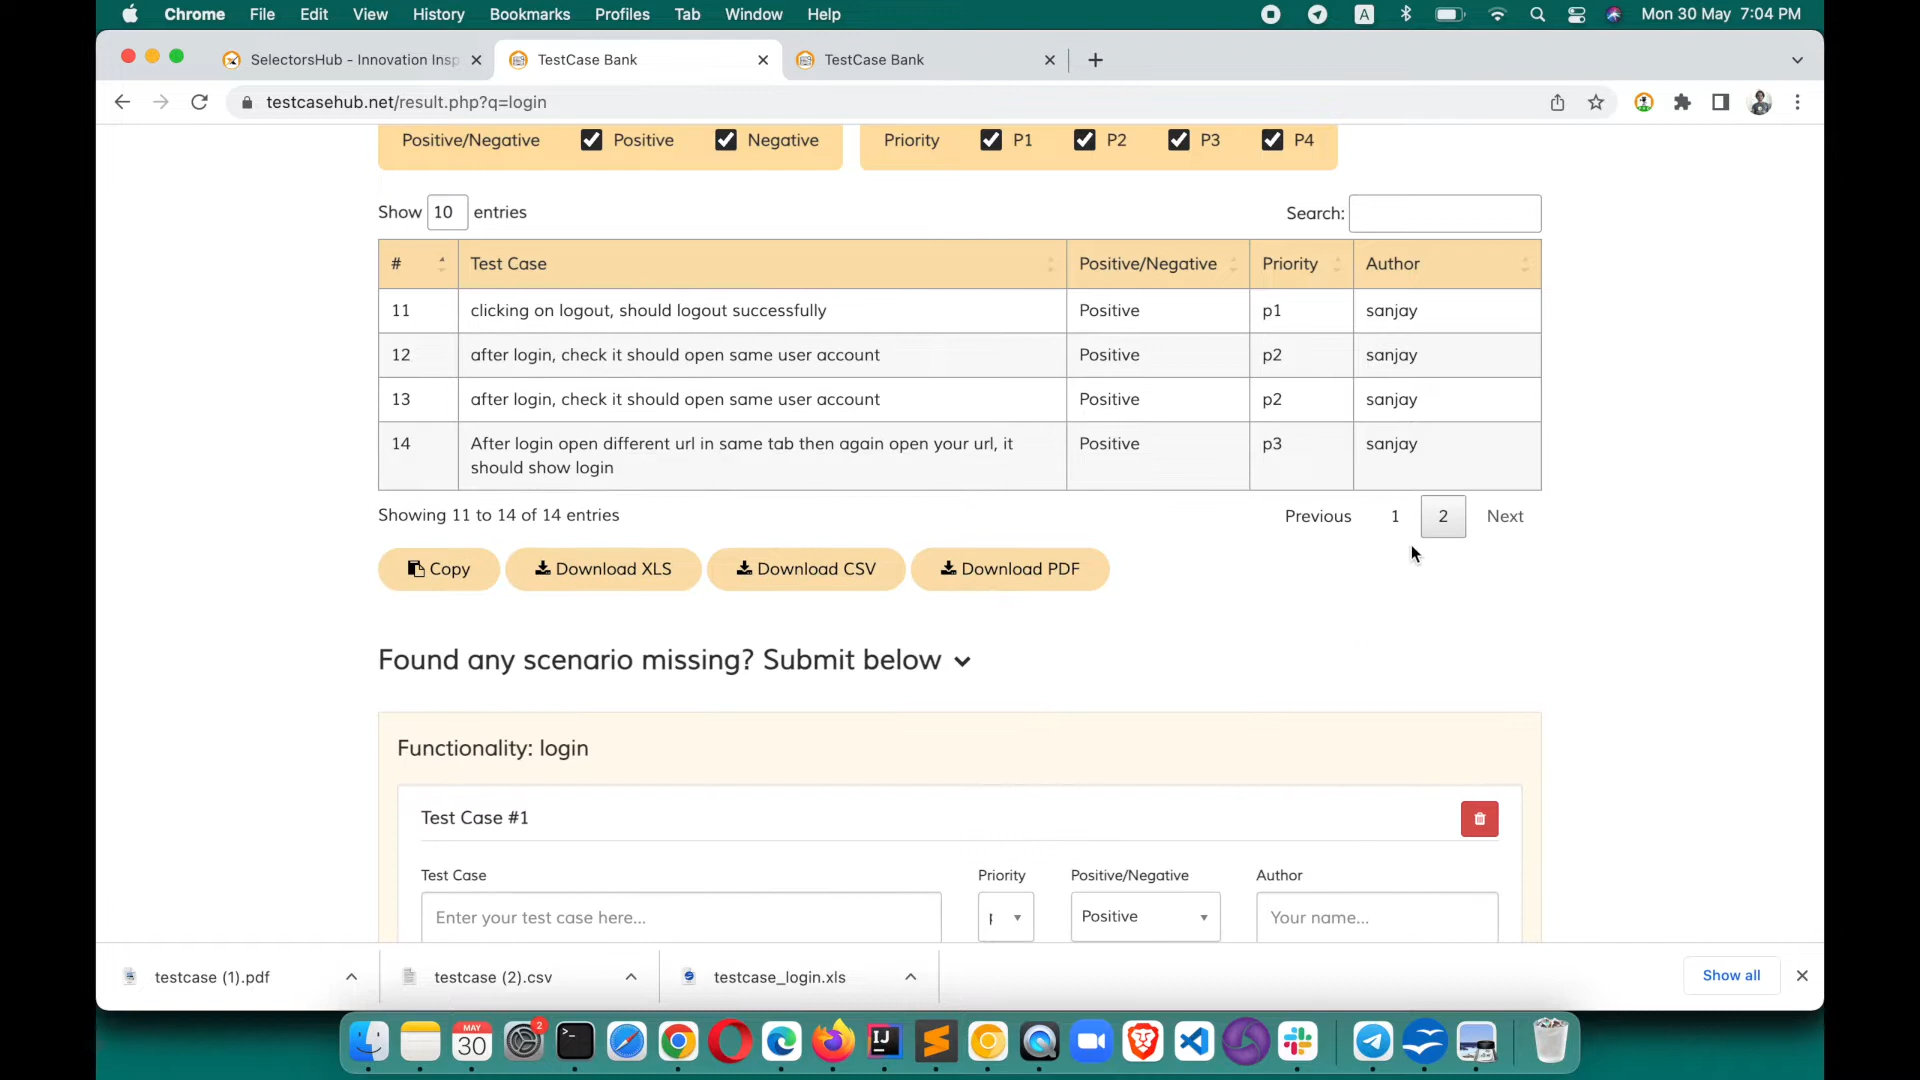 Chrome File Edit View History Bookmarks Profiles Tab Window Help A Mon 30 May 7:04 PM
SelectorsHub - Innovation Insp TestCase Bank TestCase Bank
testcasehub.net/result.php?q=login
Positive/Negative Positive Negative Priority P1 P2 P3 P4
Show 10 entries Search:
# Test Case Positive/Negative Priority Author
11 clicking on logout, should logout successfully Positive p1 sanjay
12 after login, check it should open same user account Positive p2 sanjay
13 after login, check it should open same user account Positive p2 sanjay
14 After login open different url in same tab then again open your url, it Positive p3 sanjay
should show login
Showing 11 to 14 of 14 entries Previous 1 2 Next
Copy Download XLS Download CSV Download PDF
Found any scenario missing? Submit below
Functionality: login
Test Case #1
Test Case Priority Positive/Negative Author
Enter your test case here... Positive Your name...
testcase (1).pdf testcase (2).csv testcase_login.xls Show all
MAY 2
30 IJ